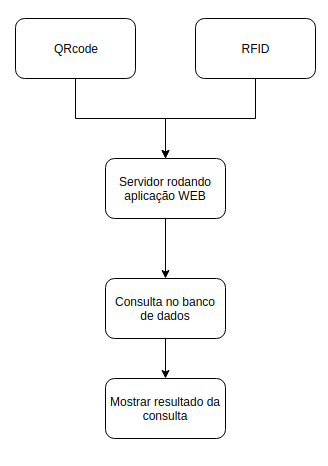 QRcode
RFID
Servidor rodando
aplicação WEB
Consulta no banco
de dados
Mostrar resultado da
consulta